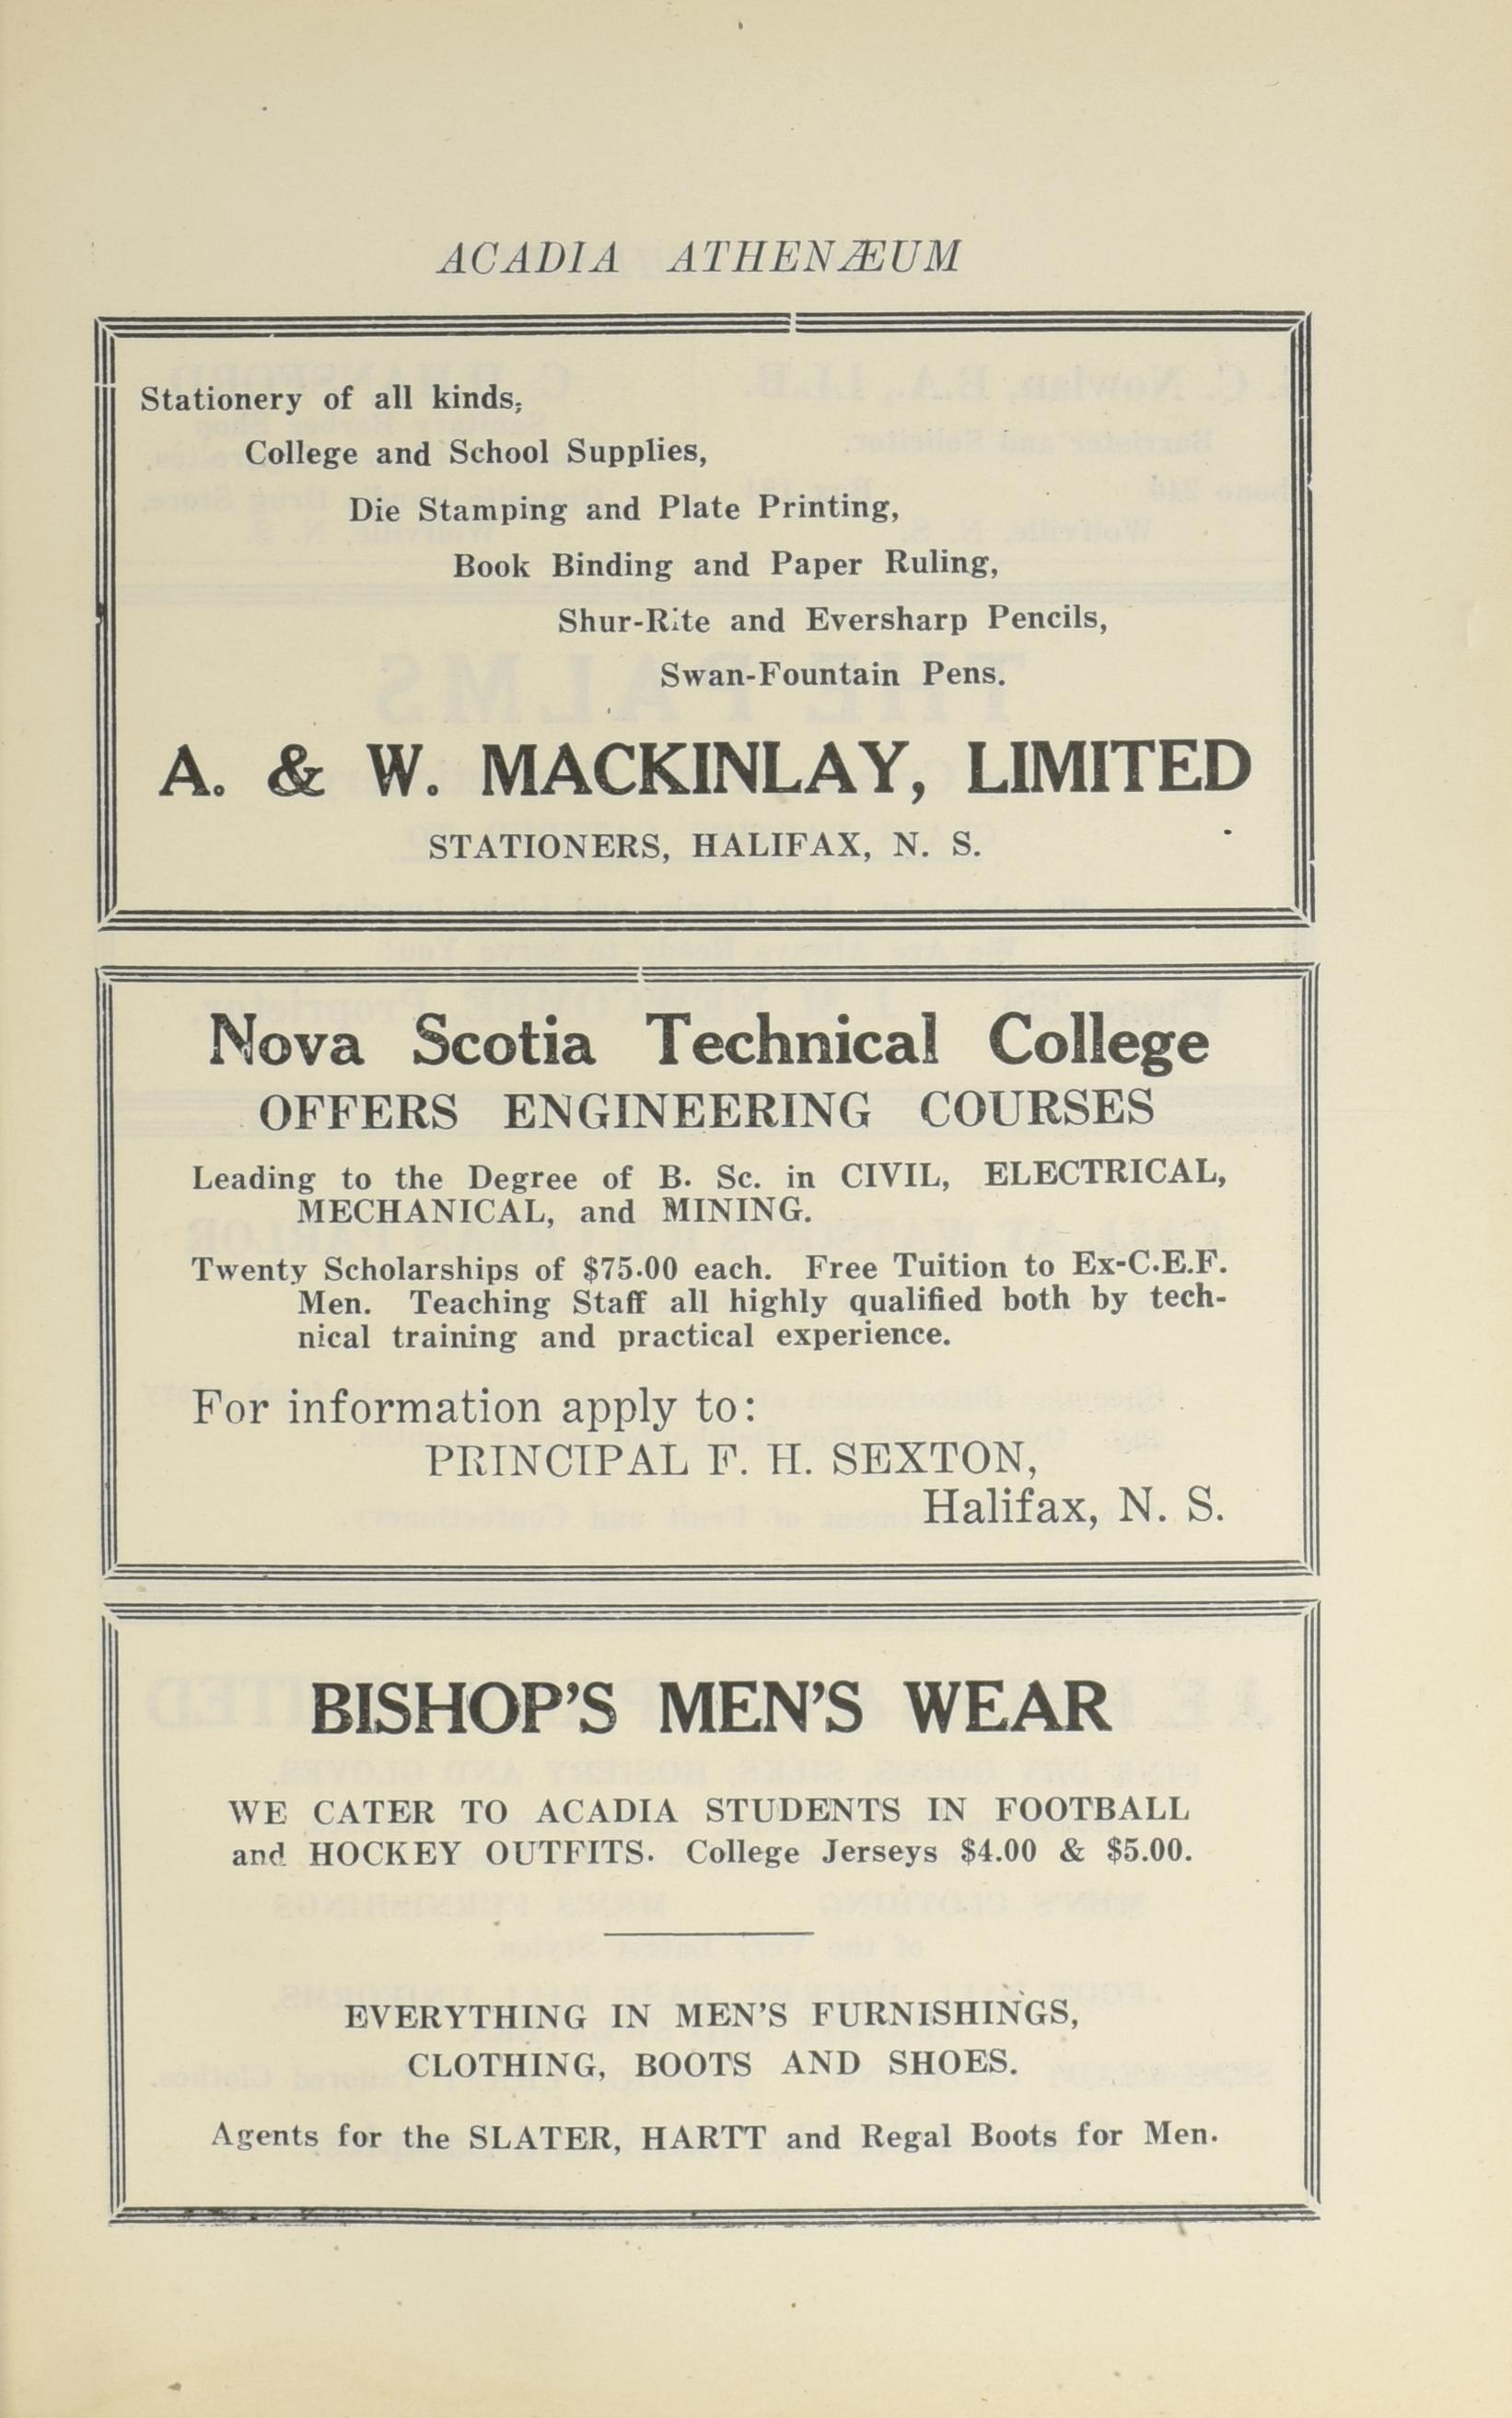 ACADIA ATHENÆUM
Stationery of all kinds,
College and School Supplies,
Die Stamping and Plate Printing,
Book Binding and Paper Ruling,
Shur-Rite and Eversharp Pencils,
Swan-Fountain Pens.
A. & W. MACKINLAY, LIMITED
STATIONERS, HALIFAX, N. S.
Nova Scotia Technical College
OFFERS ENGINEERING COURSES
Leading to the Degree of B. Sc. in CIVIL, ELECTRICAL,
MECHANICAL, and MINING.
Twenty Scholarships of $75.00 each. Free Tuition to Ex-C.E.F.
Men. Teaching Staff all highly qualified both by tech-
nical training and practical experience.
For information apply to:
PRINCIPAL F. H. SEXTON,
Halifax, N. S.
BISHOP'S MEN'S WEAR
WE CATER TO ACADIA STUDENTS IN FOOTBALL
and HOCKEY OUTFITS. College Jerseys $4.00 & $5.00.
EVERYTHING IN MEN'S FURNISHINGS,
CLOTHING, BOOTS AND SHOES.
Agents for the SLATER, HARTT and Regal Boots for Men.